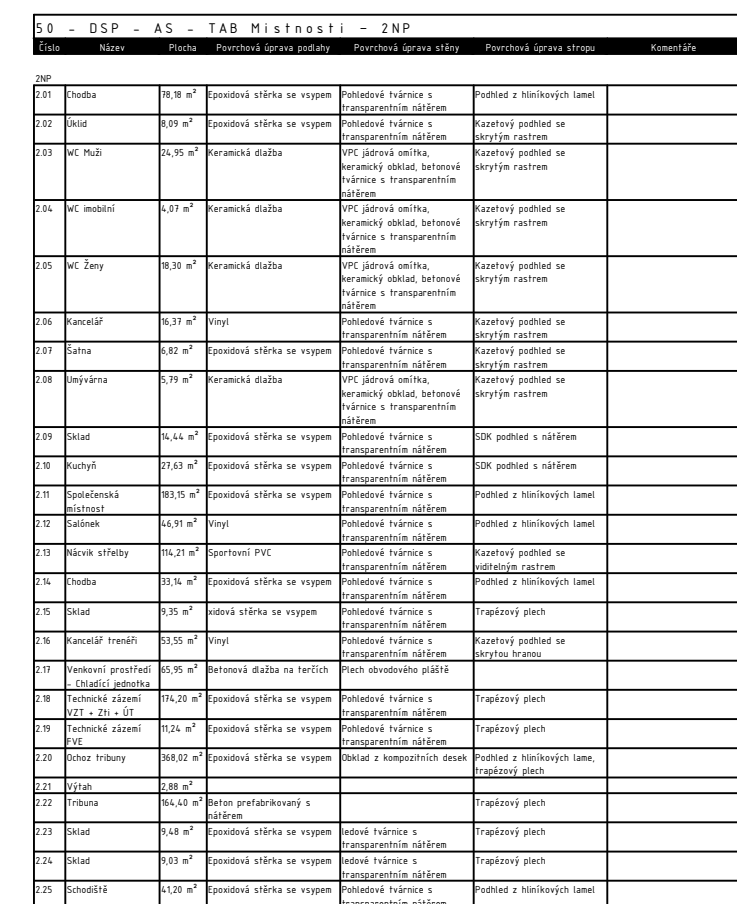 50 - DSP - AS - TAB Místnosti - 2NP
Číslo Název Plocha Povrchová úprava podlahy Povrchová úprava stěny Povrchová úprava stropu Komentáře
2NP
2.01 Chodba 78,18 m² Epoxidová stěrka se vsypem Pohledové tvárnice s Podhled z hliníkových lamel
transparentním nátěrem
2.02 Úklid 8,09 m² Epoxidová stěrka se vsypem Pohledové tvárnice s Kazetový podhled se
transparentním nátěrem skrytým rastrem
2.03 WC Muži 24,95 m² Keramická dlažba VPC jádrová omítka, Kazetový podhled se
keramický obklad, betonové skrytým rastrem
tvárnice s transparentním
nátěrem
2.04 WC imobilní 4,07 m² Keramická dlažba VPC jádrová omítka, Kazetový podhled se
keramický obklad, betonové skrytým rastrem
tvárnice s transparentním
nátěrem
2.05 WC Ženy 18,30 m² Keramická dlažba VPC jádrová omítka, Kazetový podhled se
keramický obklad, betonové skrytým rastrem
tvárnice s transparentním
nátěrem
2.06 Kancelář 16,37 m² Vinyl Pohledové tvárnice s Kazetový podhled se
transparentním nátěrem skrytým rastrem
2.07 Šatna 6,82 m² Epoxidová stěrka se vsypem Pohledové tvárnice s Kazetový podhled se
transparentním nátěrem skrytým rastrem
2.08 Umývárna 5,79 m² Keramická dlažba VPC jádrová omítka, Kazetový podhled se
keramický obklad, betonové skrytým rastrem
tvárnice s transparentním
nátěrem
2.09 Sklad 14,44 m² Epoxidová stěrka se vsypem Pohledové tvárnice s SDK podhled s nátěrem
transparentním nátěrem
2.10 Kuchyň 27,63 m² Epoxidová stěrka se vsypem Pohledové tvárnice s SDK podhled s nátěrem
transparentním nátěrem
2.11 Společenská 183,15 m² Epoxidová stěrka se vsypem Pohledové tvárnice s Podhled z hliníkových lamel
místnost transparentním nátěrem
2.12 Salónek 46,91 m² Vinyl Pohledové tvárnice s Podhled z hliníkových lamel
transparentním nátěrem
2.13 Nácvik střelby 114,21 m² Sportovní PVC Pohledové tvárnice s Kazetový podhled se
transparentním nátěrem viditelným rastrem
2.14 Chodba 33,14 m² Epoxidová stěrka se vsypem Pohledové tvárnice s Podhled z hliníkových lamel
transparentním nátěrem
2.15 Sklad 9,35 m² xidová stěrka se vsypem Pohledové tvárnice s Trapézový plech
transparentním nátěrem
2.16 Kancelář trenéři 53,55 m² Vinyl Pohledové tvárnice s Kazetový podhled se
transparentním nátěrem skrytou hranou
2.17 Venkovní prostředí 65,95 m² Betonová dlažba na terčích Plech obvodového pláště
- Chladící jednotka
2.18 Technické zázemí 174,20 m² Epoxidová stěrka se vsypem Pohledové tvárnice s Trapézový plech
VZT + Zti + ÚT transparentním nátěrem
2.19 Technické zázemí 11,24 m² Epoxidová stěrka se vsypem Pohledové tvárnice s Trapézový plech
FVE transparentním nátěrem
2.20 Ochoz tribuny 368,02 m² Epoxidová stěrka se vsypem Obklad z kompozitních desek Podhled z hliníkových lame,
trapézový plech
2.21 Výtah 2,88 m²
2.22 Tribuna 164,40 m² Beton prefabrikovaný s Trapézový plech
nátěrem
2.23 Sklad 9,48 m² Epoxidová stěrka se vsypem ledové tvárnice s Trapézový plech
transparentním nátěrem
2.24 Sklad 9,03 m² Epoxidová stěrka se vsypem ledové tvárnice s Trapézový plech
transparentním nátěrem
2.25 Schodiště 41,20 m² Epoxidová stěrka se vsypem Pohledové tvárnice s Podhled z hliníkových lamel
transparentním nátěrem